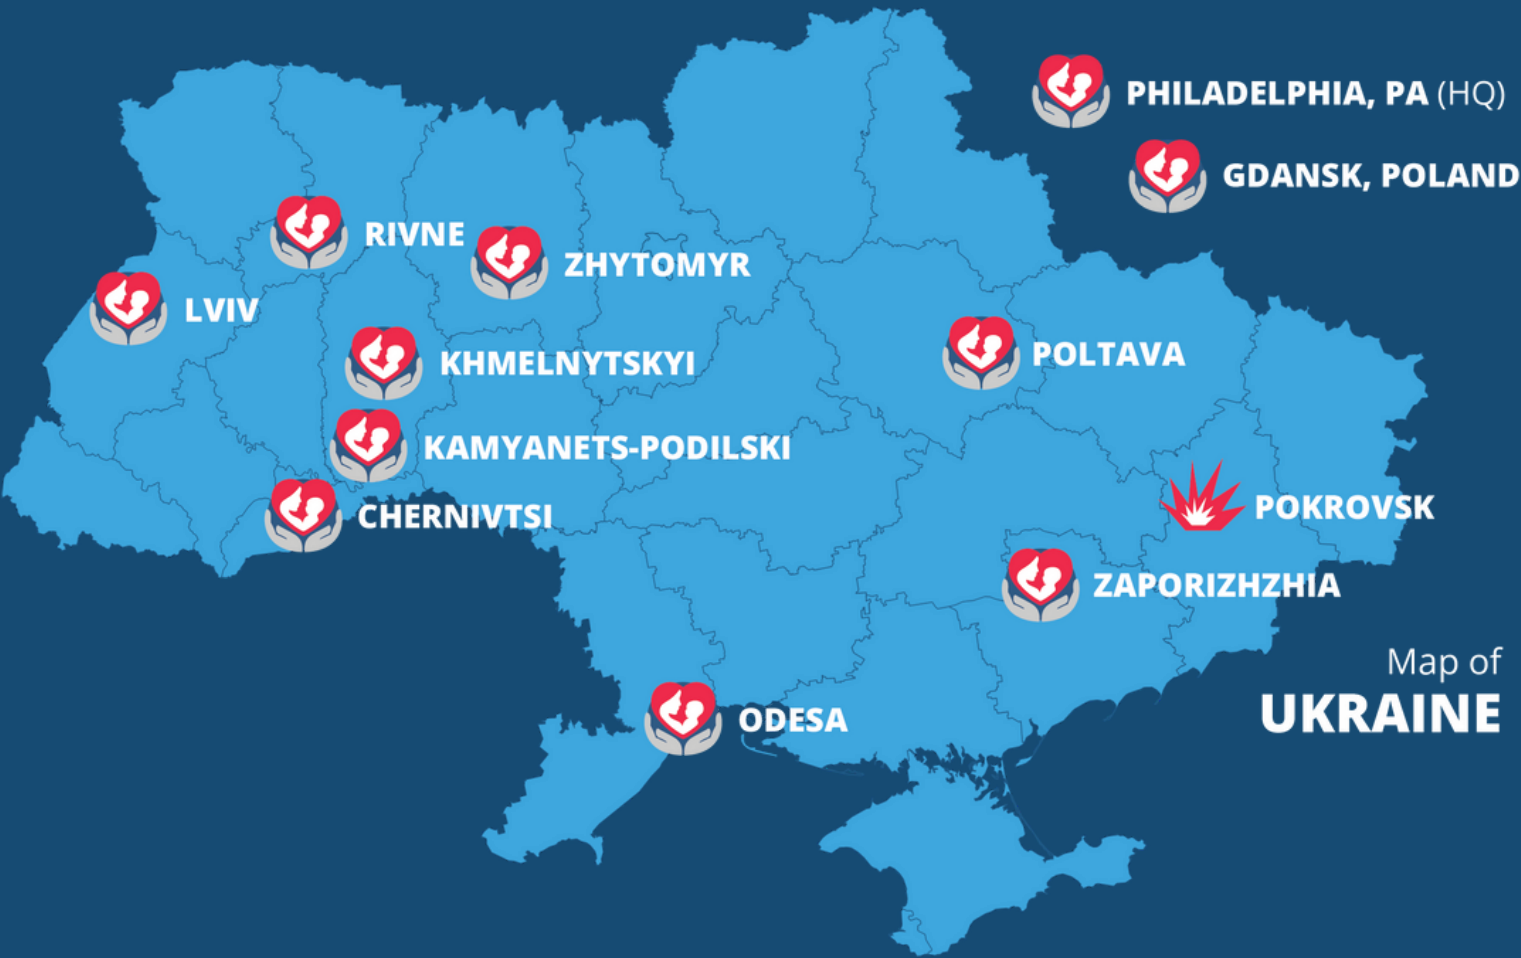 PHILADELPHIA, PA (HQ)
GDANSK, POLAND
RIVNE
ZHYTOMYR
LVIV
KHMELNYTSKYI
POLTAVA
KAMYANETS-PODILSKI
CHERNIVTSI
POKROVSK
ZAPORIZHZHIA
Map of
UKRAINE
ODESA